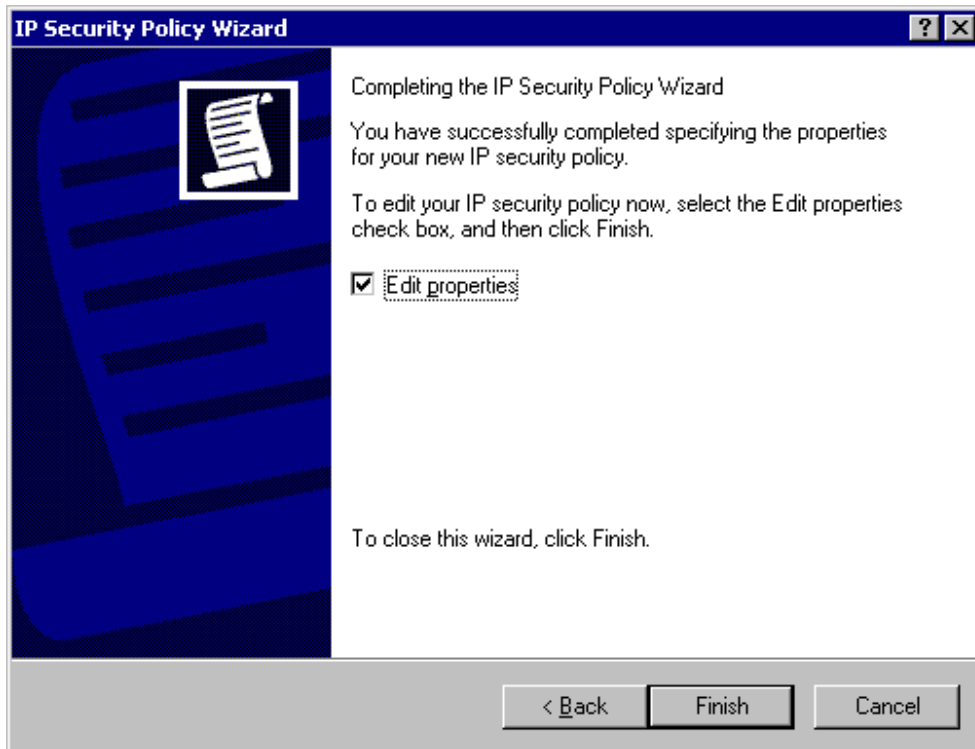 IP Security Policy Wizard
Completing the IP Security Policy Wizard
You have successfully completed specifying the properties
for your new IP security policy.
To edit your IP security policy now, select the Edit properties
check box, and then click Finish.
Edit properties
To close this wizard, click Finish.
< Back Finish Cancel